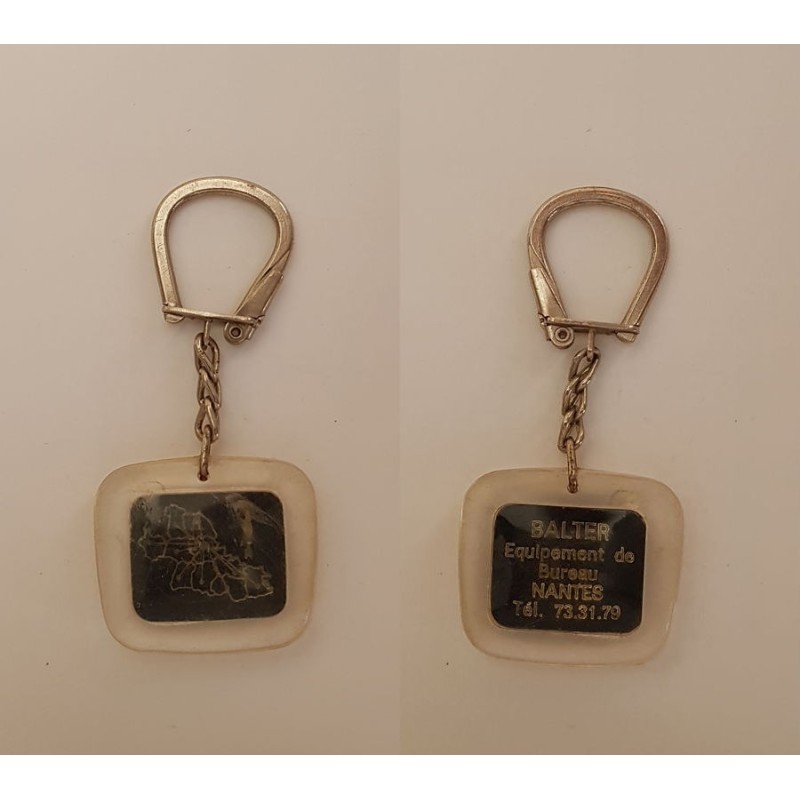 BALTER
Equipement de
Bureau
NANTES
Tél. 73.31.79